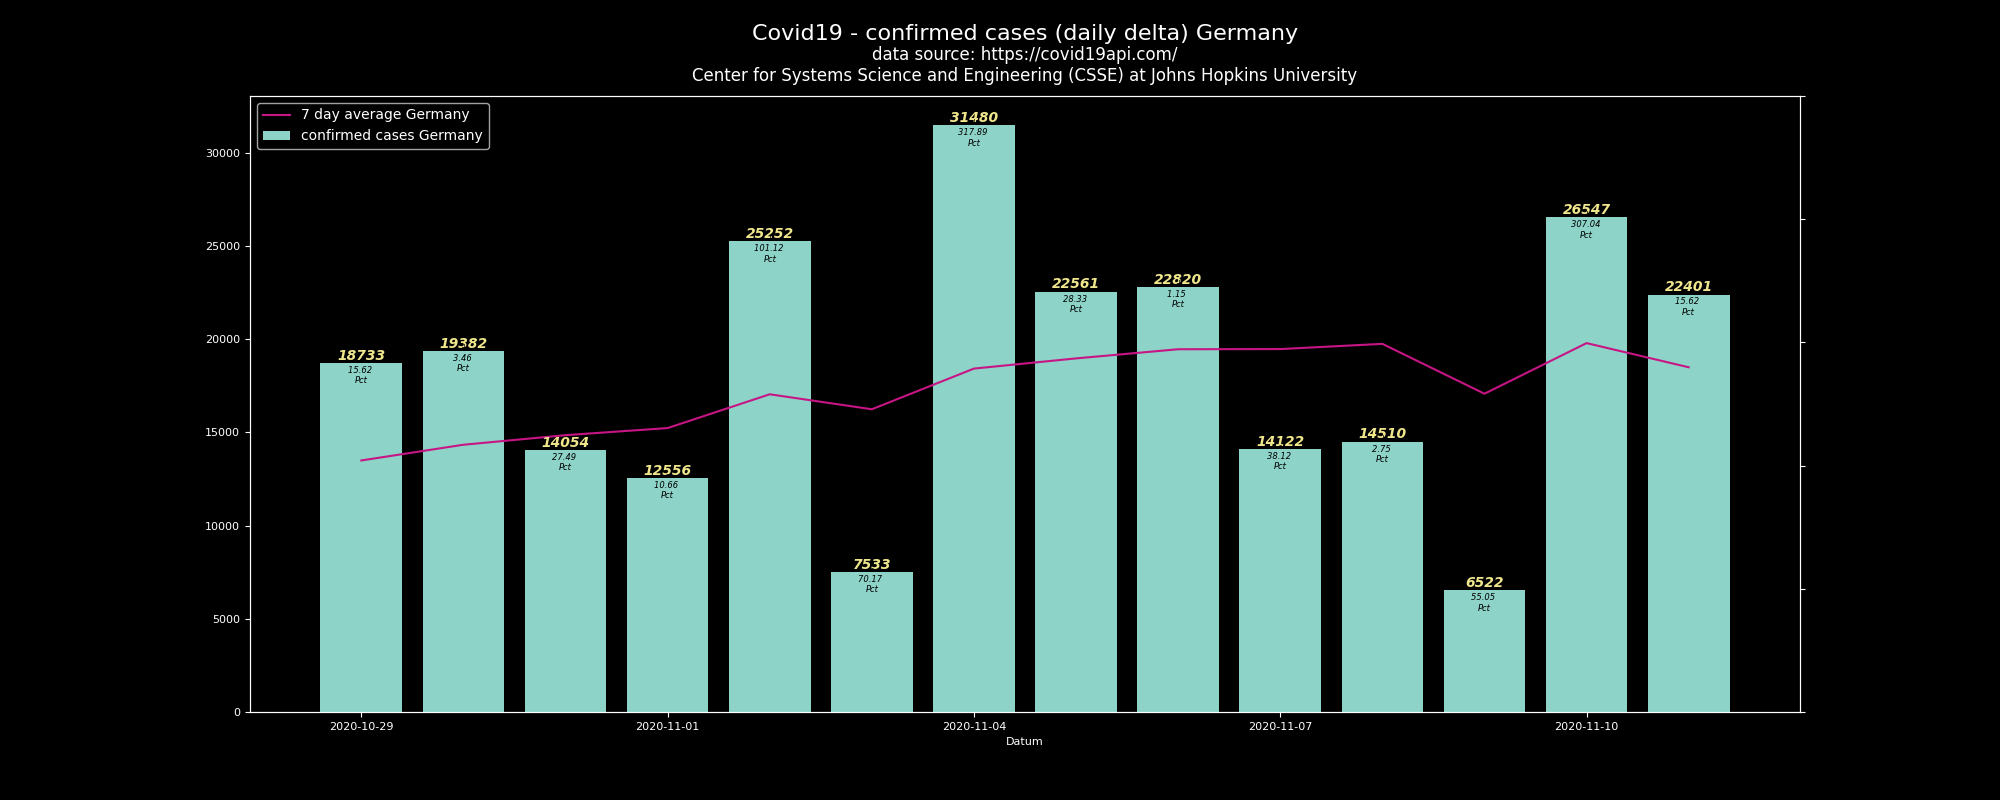 Covid19 - confirmed cases (daily delta) Germany
data source: https://covid19api.com/
Center for Systems Science and Engineering (CSSE) at Johns Hopkins University
7 day average Germany
confirmed cases Germany
30000
25000
20000
15000
10000
5000
0
18733
15.62
Pct
19382
3.46
Pct
14054
27.49
Pct
12556
10.66
Pct
25252
101.12
Pct
7533
70.17
Pct
31480
317.89
Pct
22561
28.33
Pct
22820
1.15
Pct
14122
38.12
Pct
14510
2.75
Pct
6522
55.05
Pct
26547
307.04
Pct
22401
15.62
Pct
2020-10-29
2020-11-01
2020-11-04
2020-11-07
2020-11-10
Datum